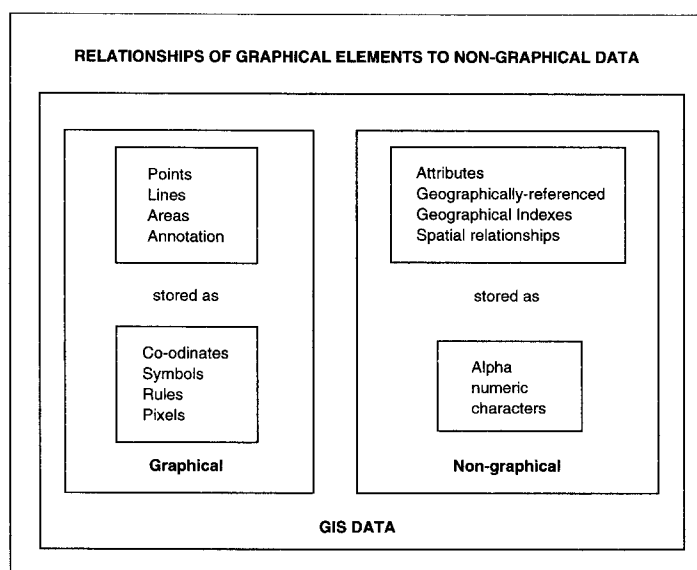 RELATIONSHIPS OF GRAPHICAL ELEMENTS TO NON-GRAPHICAL DATA
Points
Lines
Areas
Annotation
stored as
Co-odinates
Symbols
Rules
Pixels
Graphical
Attributes
Geographically-referenced
Geographical Indexes
Spatial relationships
stored as
Alpha
numeric
characters
Non-graphical
GIS DATA